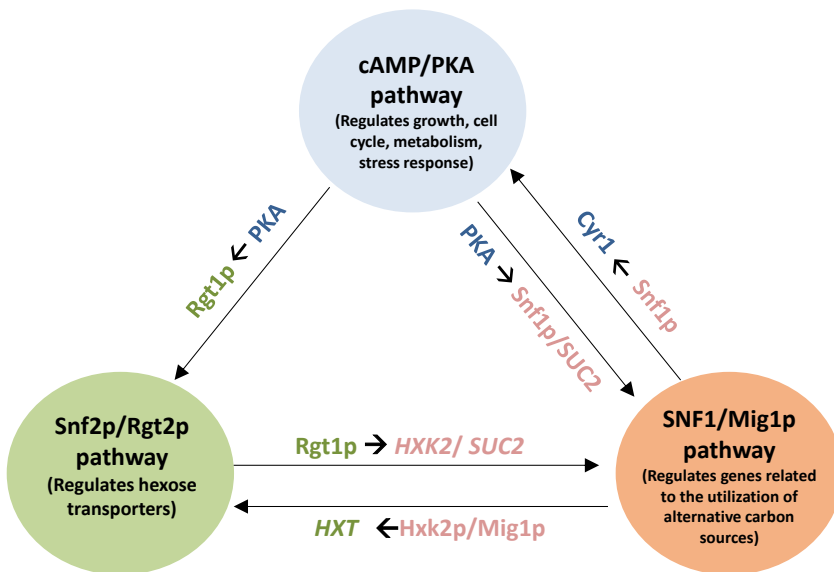 cAMP/PKA
pathway
(Regulates growth, cell
cycle, metabolism,
stress response)
Rgt1p ← PKA
PKA → Snf1p/SUC2
Cyr1 ← Snf1p
Snf2p/Rgt2p
pathway
(Regulates hexose
transporters)
Rgt1p → HXK2/ SUC2
HXT ← Hxk2p/Mig1p
SNF1/Mig1p
pathway
(Regulates genes related
to the utilization of
alternative carbon
sources)